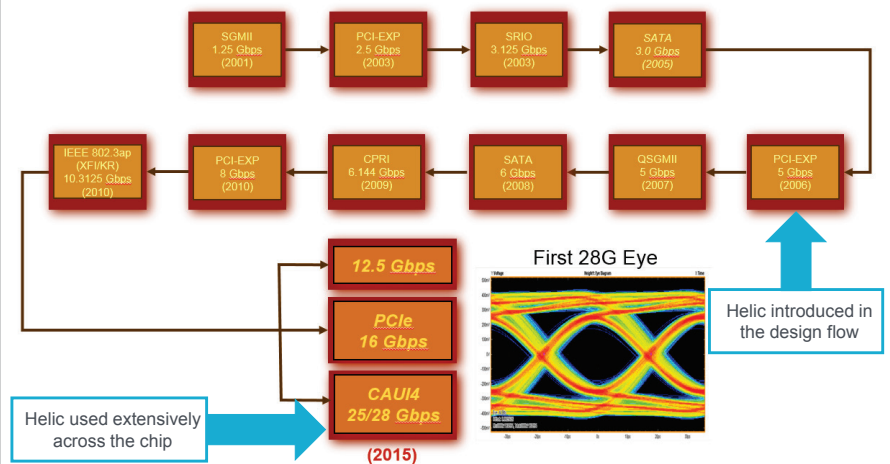 SGMII
1.25 Gbps
(2001)
PCI-EXP
2.5 Gbps
(2003)
SRIO
3.125 Gbps
(2003)
SATA
3.0 Gbps
(2005)
IEEE 802.3ap
(XFI/KR)
10.3125 Gbps
(2010)
PCI-EXP
8 Gbps
(2010)
CPRI
6.144 Gbps
(2009)
SATA
6 Gbps
(2008)
QSGMII
5 Gbps
(2007)
PCI-EXP
5 Gbps
(2006)
12.5 Gbps
PCIe
16 Gbps
CAUI4
25/28 Gbps
(2015)
First 28G Eye
Helic introduced in
the design flow
Helic used extensively
across the chip